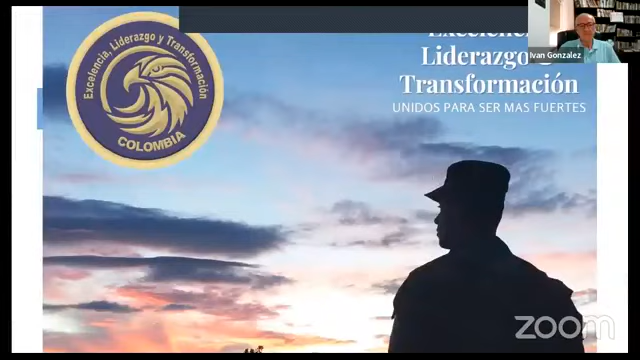 Excelencia, Liderazgo y Transformación
COLOMBIA
Liderazgo
Transformación
UNIDOS PARA SER MAS FUERTES
Ivan Gonzalez
zoom